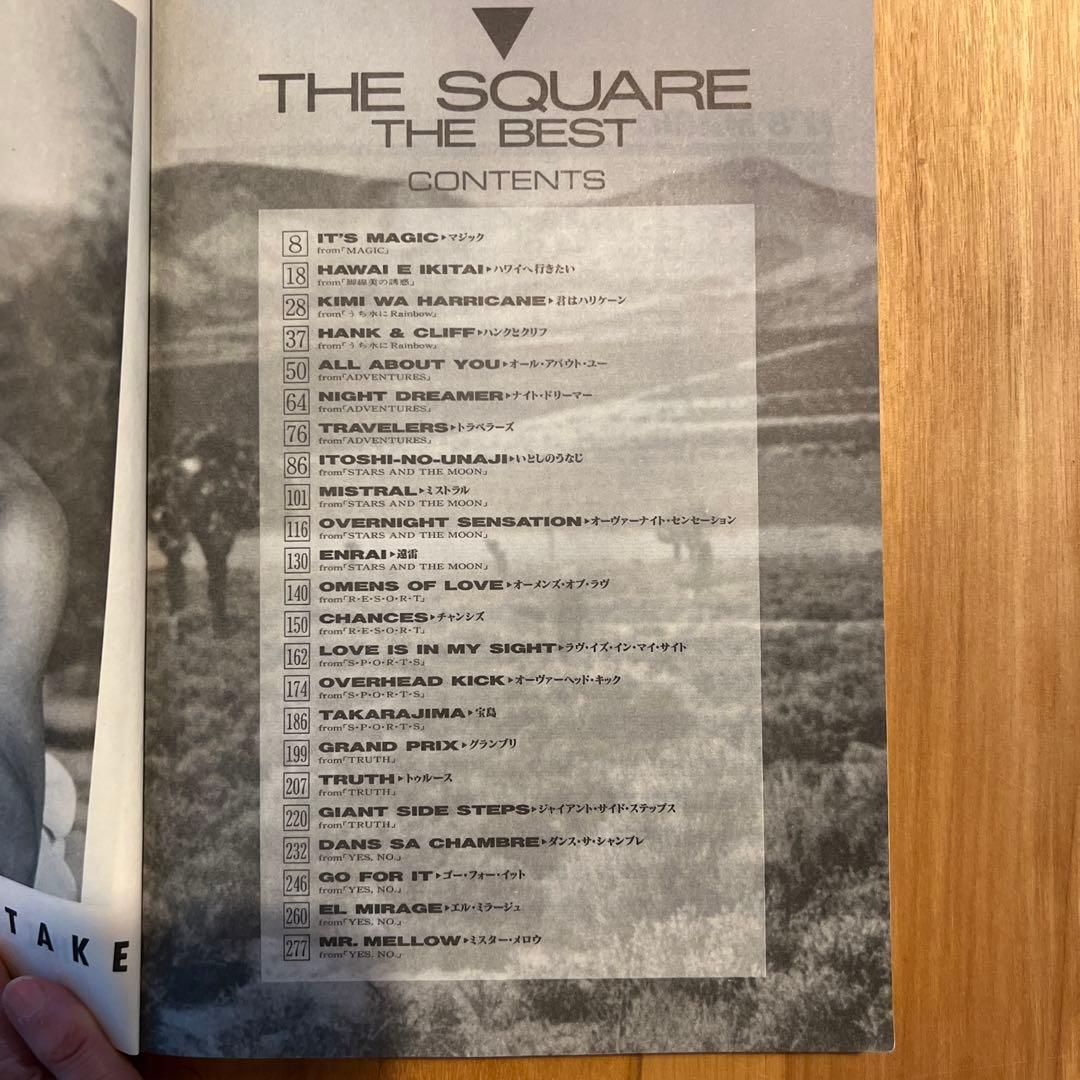 THE SQUARE
THE BEST
CONTENTS
8 IT'S MAGIC▶マジック
from「MAGIC」
18 HAWAI E IKITAI▶ハワイへ行きたい
from「脚線美の誘惑」
28 KIMI WA HARRICANE▶君はハリケーン
from「うち水にRainbow」
37 HANK & CLIFF▶ハンクとクリフ
from「うち水にRainbow」
50 ALL ABOUT YOU▶オール・アバウト・ユー
from「ADVENTURES」
64 NIGHT DREAMER▶ナイト・ドリーマー
from「ADVENTURES」
76 TRAVELERS▶トラベラーズ
from「ADVENTURES」
86 ITOSHI-NO-UNAJI▶いとしのうなじ
from「STARS AND THE MOON」
101 MISTRAL▶ミストラル
from「STARS AND THE MOON」
116 OVERNIGHT SENSATION▶オーヴァーナイト・センセーション
from「STARS AND THE MOON」
130 ENRAI▶遠雷
from「STARS AND THE MOON」
140 OMENS OF LOVE▶オーメンズ・オブ・ラヴ
from「R・E・S・O・R・T」
150 CHANCES▶チャンシズ
from「R・E・S・O・R・T」
162 LOVE IS IN MY SIGHT▶ラヴ・イズ・イン・マイ・サイト
from「S・P・O・R・T・S」
174 OVERHEAD KICK▶オーヴァーヘッド・キック
from「S・P・O・R・T・S」
186 TAKARAJIMA▶宝島
from「S・P・O・R・T・S」
199 GRAND PRIX▶グランプリ
from「TRUTH」
207 TRUTH▶トゥルース
from「TRUTH」
220 GIANT SIDE STEPS▶ジャイアント・サイド・ステップス
from「TRUTH」
232 DANS SA CHAMBRE▶ダンス・サ・シャンブレ
from「YES, NO.」
246 GO FOR IT▶ゴー・フォー・イット
from「YES, NO.」
260 EL MIRAGE▶エル・ミラージュ
from「YES, NO.」
277 MR. MELLOW▶ミスター・メロウ
from「YES, NO.」
TAKE